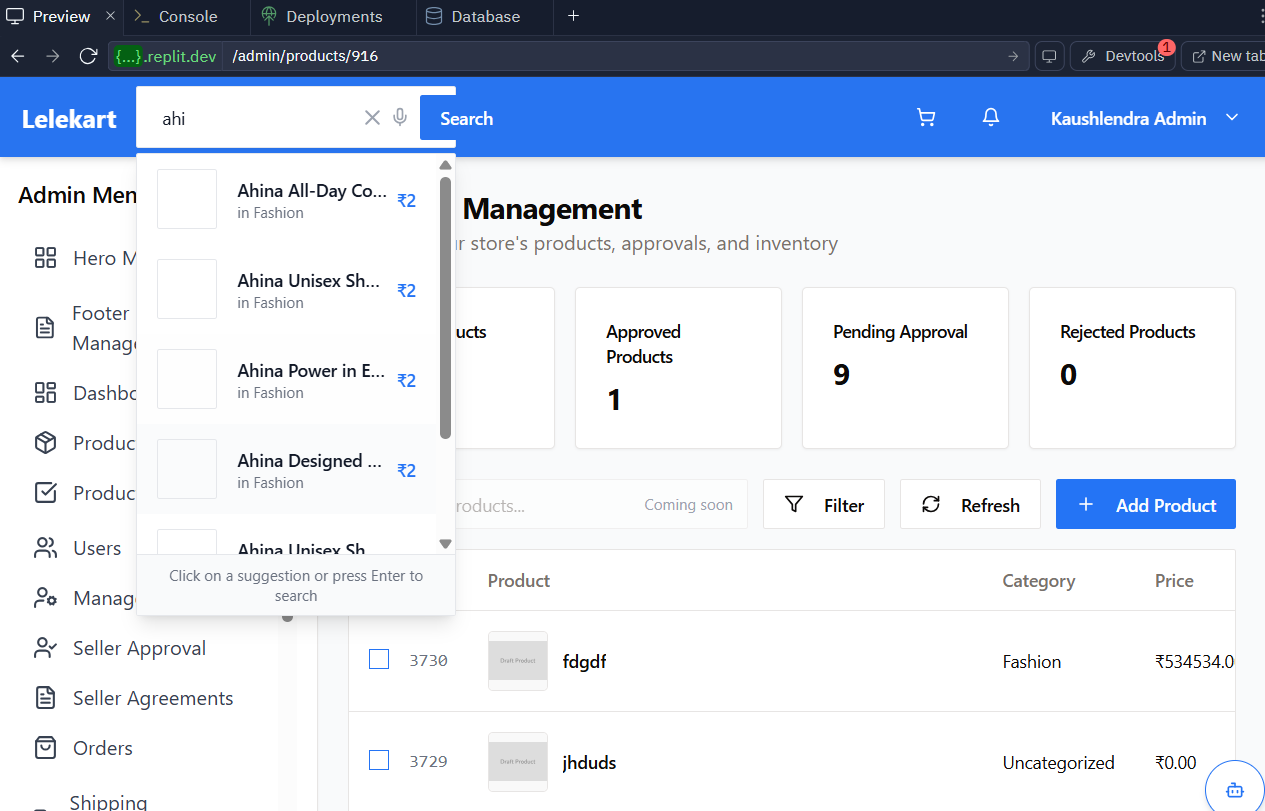 Preview
Console
Deployments
Database
{...}.replit.dev
/admin/products/916
Devtools
1
New tab
Lelekart
ahi
Search
Kaushlendra Admin
Admin Men
Hero M
Footer
Manage
Dashbo
Produc
Produc
Users
Manag
Seller Approval
Seller Agreements
Orders
Shipping
Ahina All-Day Co...
in Fashion
₹2
Ahina Unisex Sh...
in Fashion
₹2
Ahina Power in E...
in Fashion
₹2
Ahina Designed ...
in Fashion
₹2
Ahina Unisex Sh
Click on a suggestion or press Enter to
search
Management
r store's products, approvals, and inventory
ucts
Approved
Products
1
Pending Approval
9
Rejected Products
0
roducts...
Coming soon
Filter
Refresh
Add Product
Product
Category
Price
3730
Draft Product
fdgdf
Fashion
₹534534.0
3729
Draft Product
jhduds
Uncategorized
₹0.00